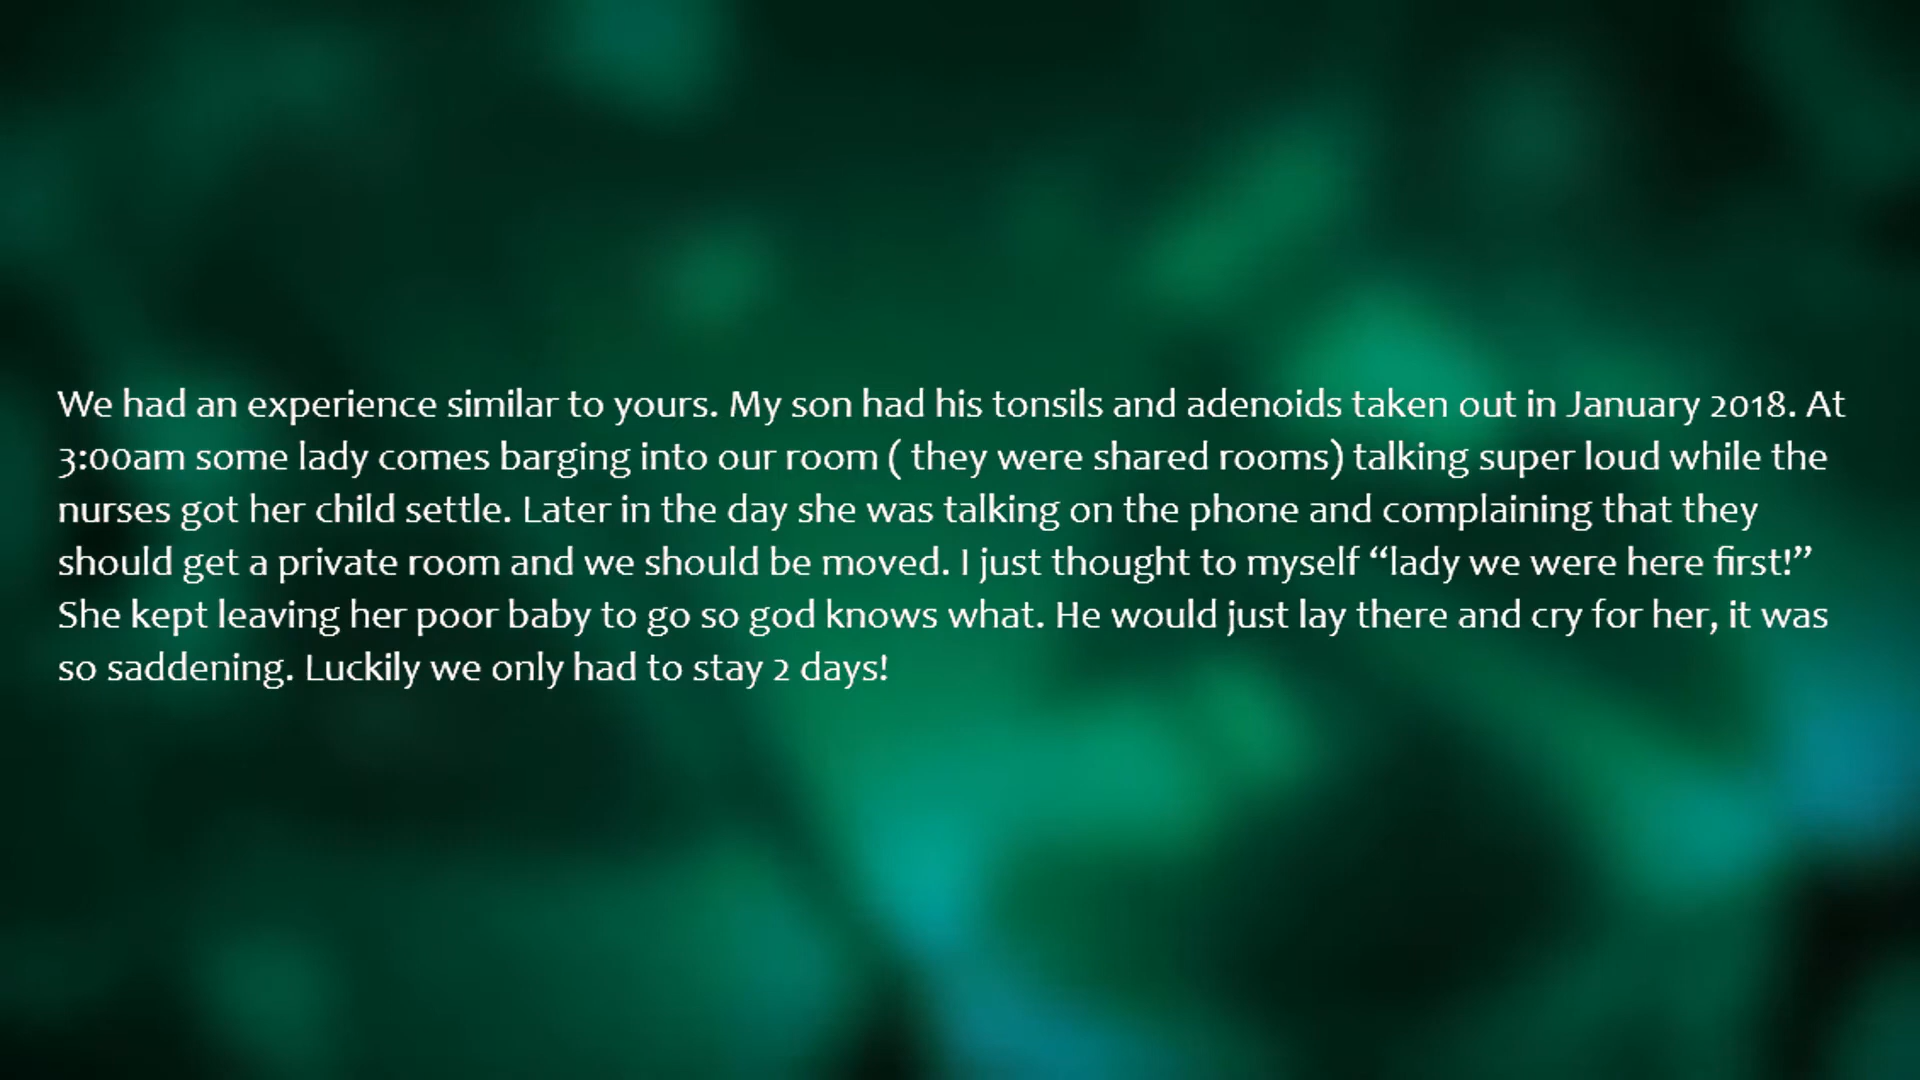 We had an experience similar to yours. My son had his tonsils and adenoids taken out in January 2018. At
3:00am some lady comes barging into our room ( they were shared rooms) talking super loud while the
nurses got her child settle. Later in the day she was talking on the phone and complaining that they
should get a private room and we should be moved. I just thought to myself “lady we were here first!”
She kept leaving her poor baby to go so god knows what. He would just lay there and cry for her, it was
so saddening. Luckily we only had to stay 2 days!